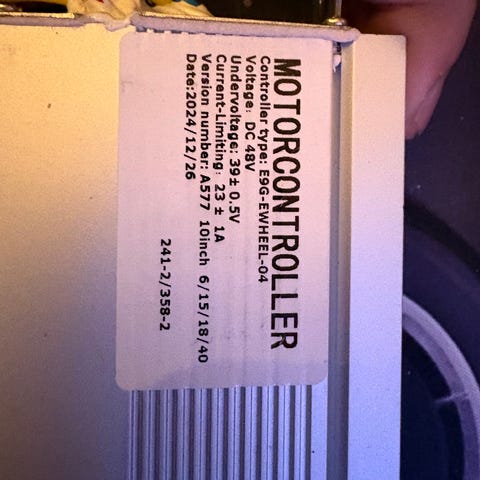 MOTORCONTROLLER
Controller type: E9G-EWHEEL-04
Voltage: DC 48V
Undervoltage: 39± 0.5V
Current-Limiting: 23 ± 1A
Version number: A577 10inch 6/15/18/40
Date:2024/12/26
241-2/358-2